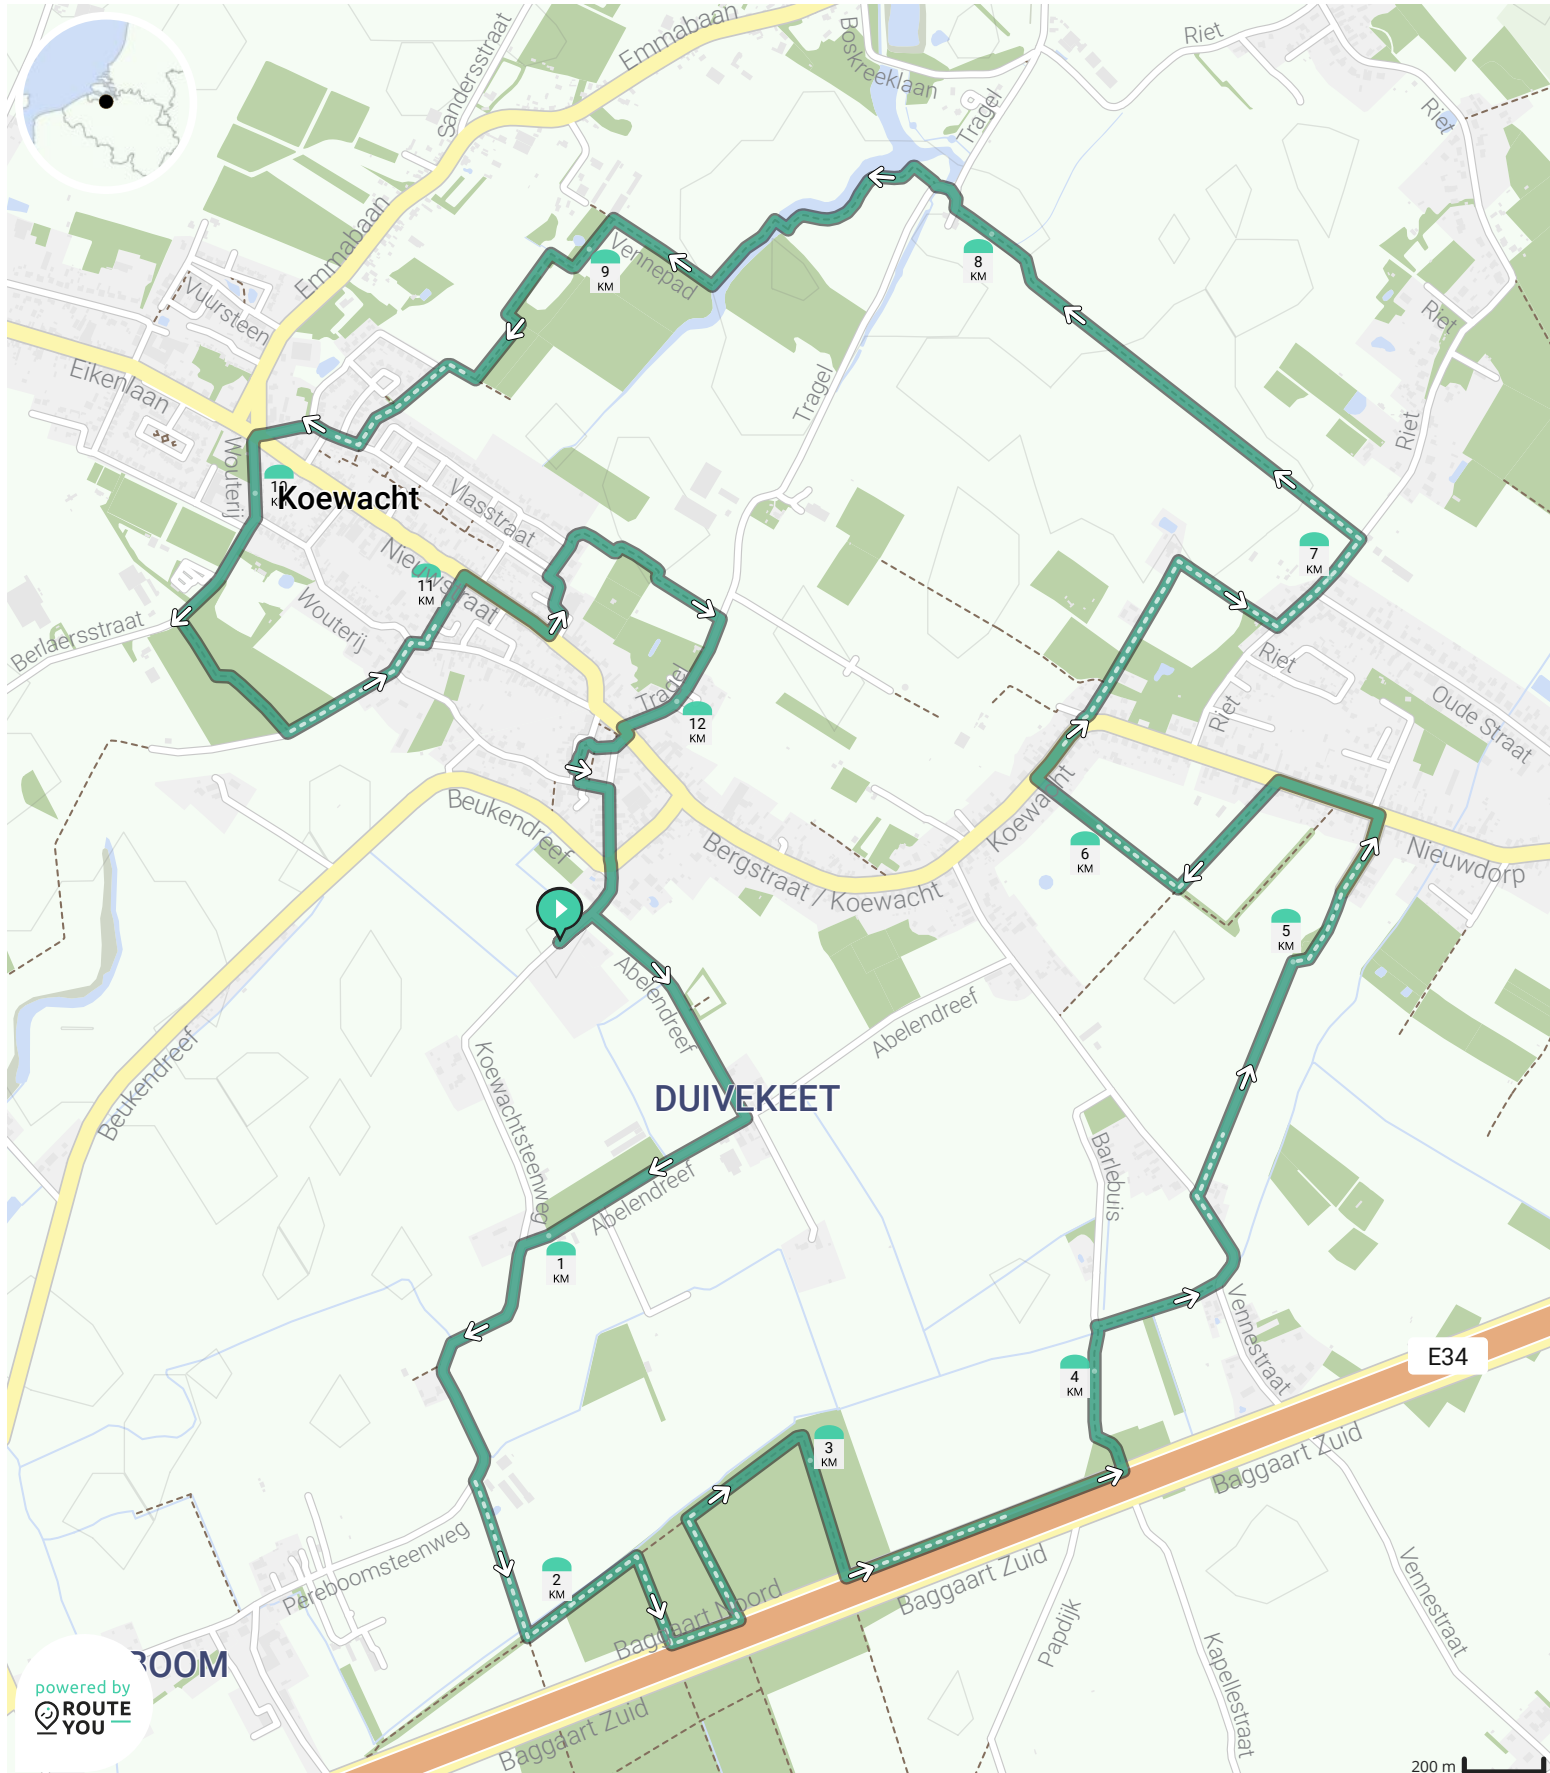 Emmabaan
Sandersstraat
Boskreeklaan
Riet
Tragel
Riet
Emmabaan
Vuursteen
Vennepad
9
KM
8
KM
Riet
Eikenlaan
Tragel
Riet
Wouterij
10
Koewacht
Vlasstraat
Nieuwstraat
11
KM
7
KM
Wouterij
Berlaersstraat
Tragel
12
KM
Riet
Riet
Oude Straat
Beukendreef
Bergstraat / Koewacht
Koewacht
6
KM
Nieuwdorp
5
KM
Abelendreef
Abelendreef
Beukendreef
Koewachtsteenweg
DUIVEKEET
Barlebuis
Abelendreef
1
KM
Vennestraat
E34
4
KM
Baggaart Zuid
3
KM
Pereboomsteenweg
2
KM
Baggaart Noord
Baggaart Zuid
Papdijk
Vennestraat
Kapellestraat
BOOM
powered by
ROUTE
YOU
Baggaart Zuid
200 m